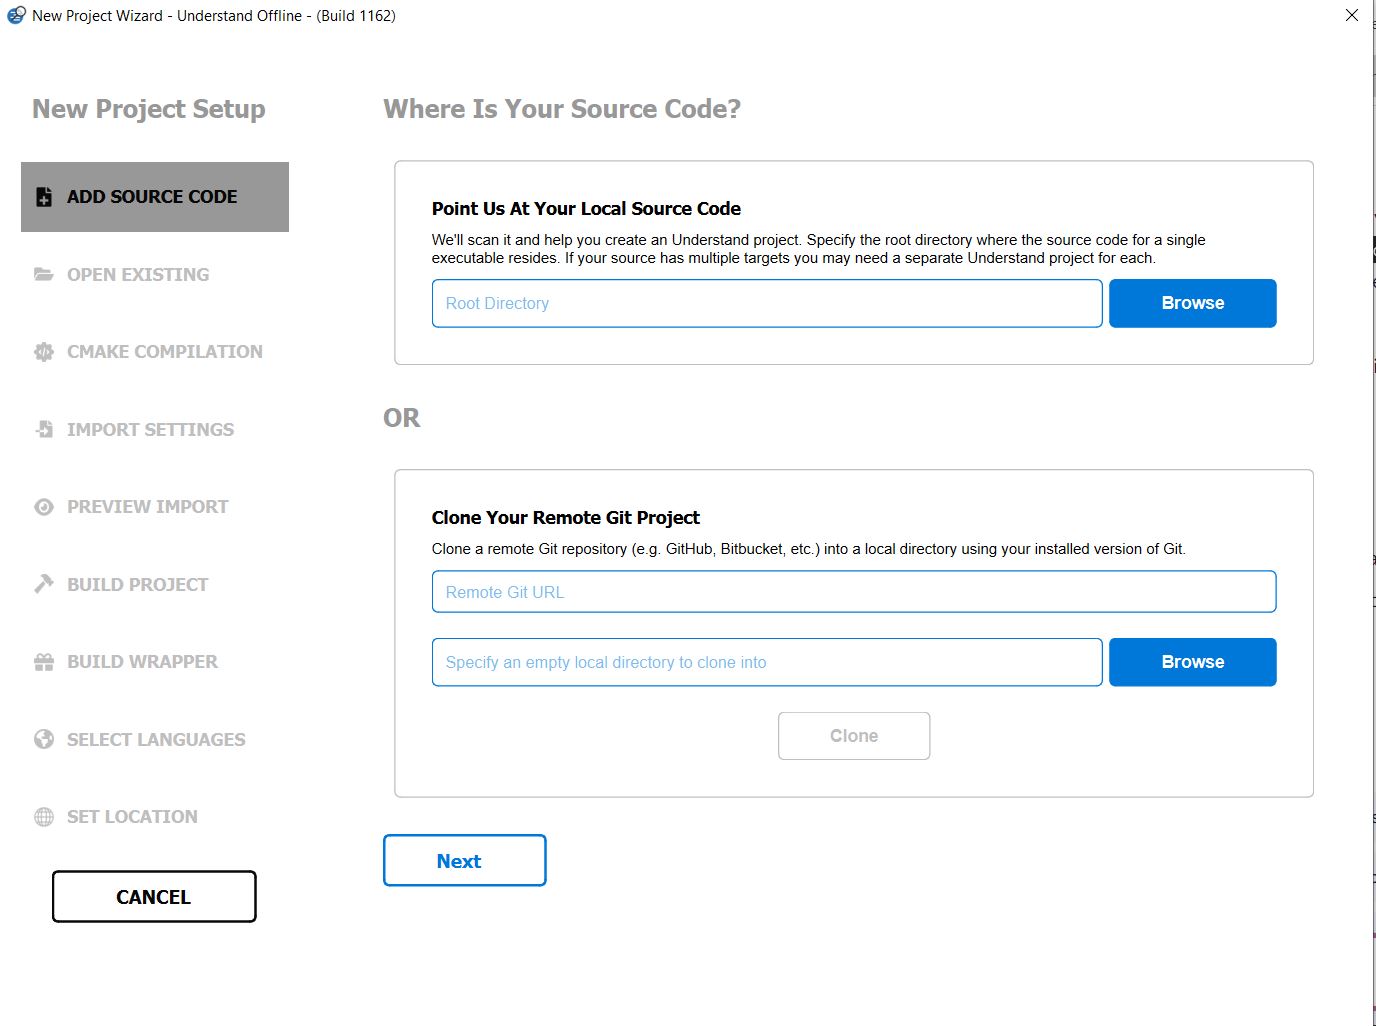 New Project Wizard - Understand Offline - (Build 1162)
New Project Setup
ADD SOURCE CODE
OPEN EXISTING
CMAKE COMPILATION
IMPORT SETTINGS
PREVIEW IMPORT
BUILD PROJECT
BUILD WRAPPER
SELECT LANGUAGES
SET LOCATION
CANCEL
Where Is Your Source Code?
Point Us At Your Local Source Code
We'll scan it and help you create an Understand project. Specify the root directory where the source code for a single
executable resides. If your source has multiple targets you may need a separate Understand project for each.
Root Directory
Browse
OR
Clone Your Remote Git Project
Clone a remote Git repository (e.g. GitHub, Bitbucket, etc.) into a local directory using your installed version of Git.
Remote Git URL
Specify an empty local directory to clone into
Browse
Clone
Next